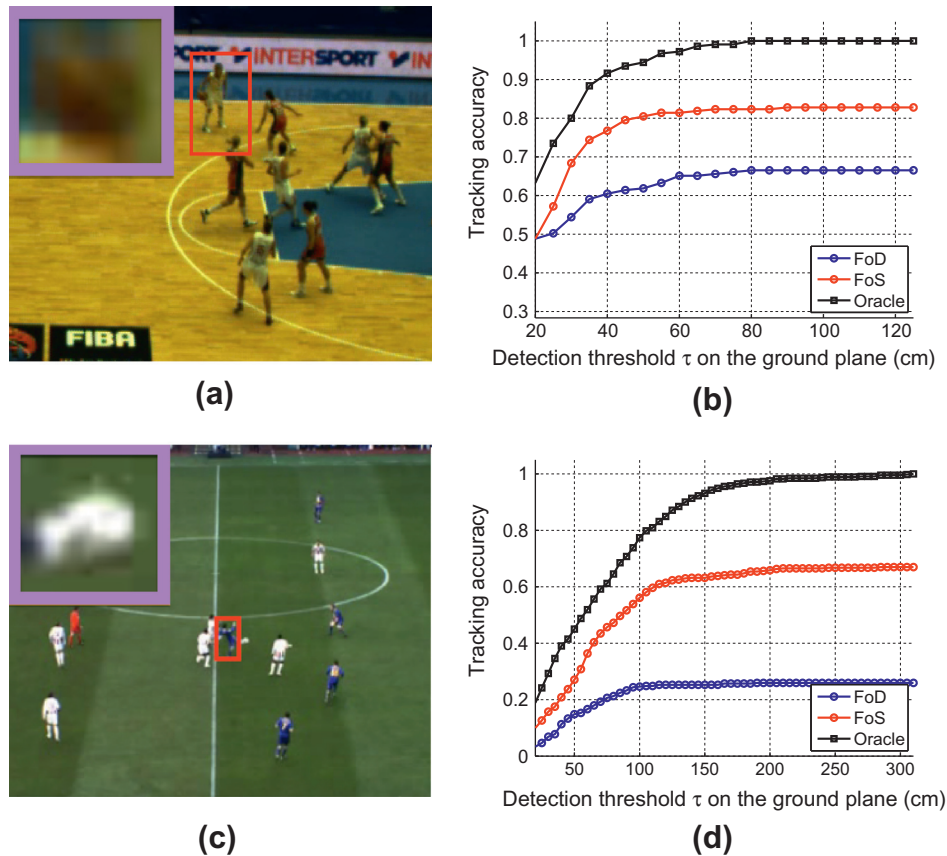 SPORT INTERSPORT IN
FIBA
(a)
Tracking accuracy
1
0.9
0.8
0.7
0.6
0.5
0.4
0.3
20 40 60 80 100 120
FoD
FoS
Oracle
Detection threshold τ on the ground plane (cm)
(b)
(c)
Tracking accuracy
1
0.8
0.6
0.4
0.2
0
50 100 150 200 250 300
FoD
FoS
Oracle
Detection threshold τ on the ground plane (cm)
(d)